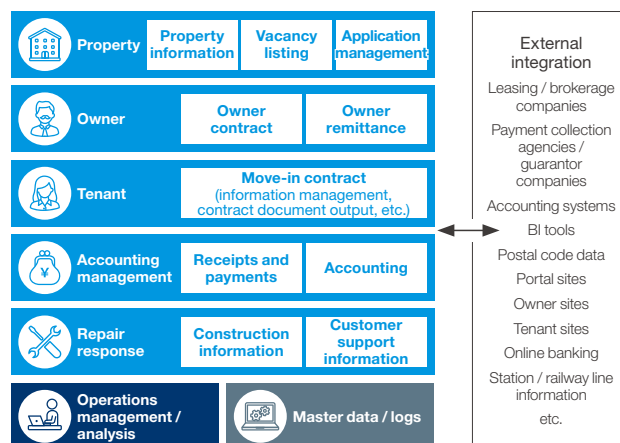 Property
Property
information
Vacancy
listing
Application
management
Owner
Owner
contract
Owner
remittance
Tenant
Move-in contract
(information management,
contract document output, etc.)
¥
Accounting
management
Receipts and
payments
Accounting
Repair
response
Construction
information
Customer
support
information
Operations
management /
analysis
Master data / logs
External
integration
Leasing / brokerage
companies
Payment collection
agencies /
guarantor
companies
Accounting systems
BI tools
Postal code data
Portal sites
Owner sites
Tenant sites
Online banking
Station / railway line
information
etc.